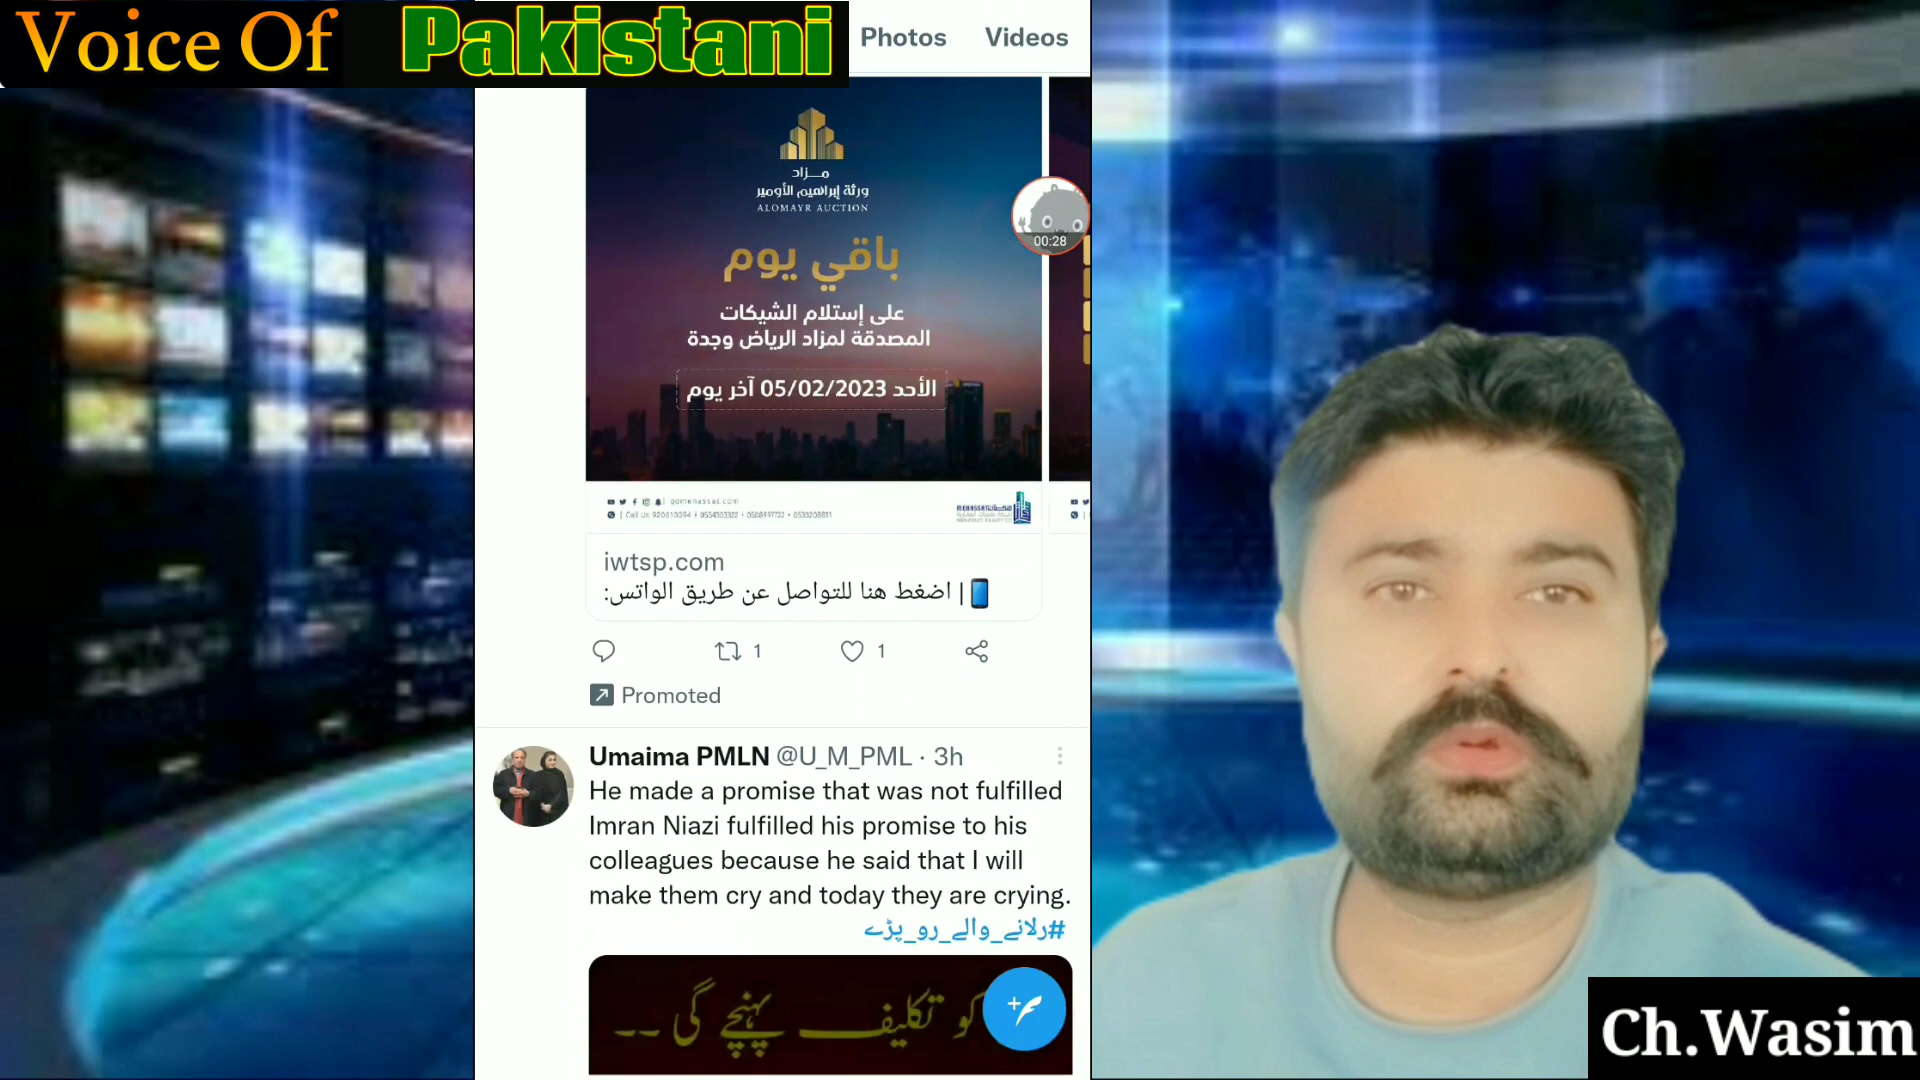 Voice Of Pakistani
Photos Videos
مزاد
ورثة إبراهيم الأومير
ALOMAYR AUCTION
باقي يوم
على إستلام الشيكات
المصدقة لمزاد الرياض وجدة
الأحد 05/02/2023 آخر يوم
00:28
gomenassat.com
iwtsp.com
📱| اضغط هنا للتواصل عن طريق الواتس:
1 1
Promoted
Umaima PMLN @U_M_PML · 3h
He made a promise that was not fulfilled
Imran Niazi fulfilled his promise to his
colleagues because he said that I will
make them cry and today they are crying.
#رلانے_والے_رو_پڑے
کو تکلیف پہنچے گی ۔۔
Ch.Wasim